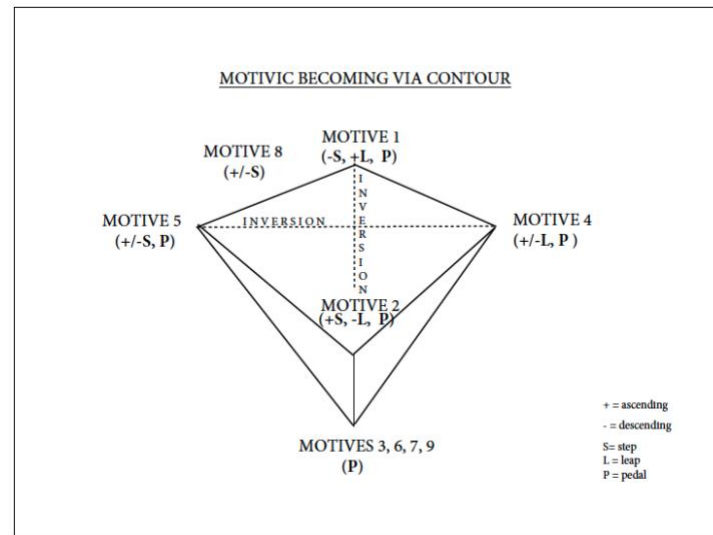 MOTIVIC BECOMING VIA CONTOUR
MOTIVE 1
(-S, +L, P)
MOTIVE 8
(+/-S)
INVERSION
INVERSION
MOTIVE 5
(+/-S, P)
MOTIVE 4
(+/-L, P )
MOTIVE 2
(+S, -L, P)
MOTIVES 3, 6, 7, 9
(P)
+ = ascending
- = descending
S= step
L = leap
P = pedal